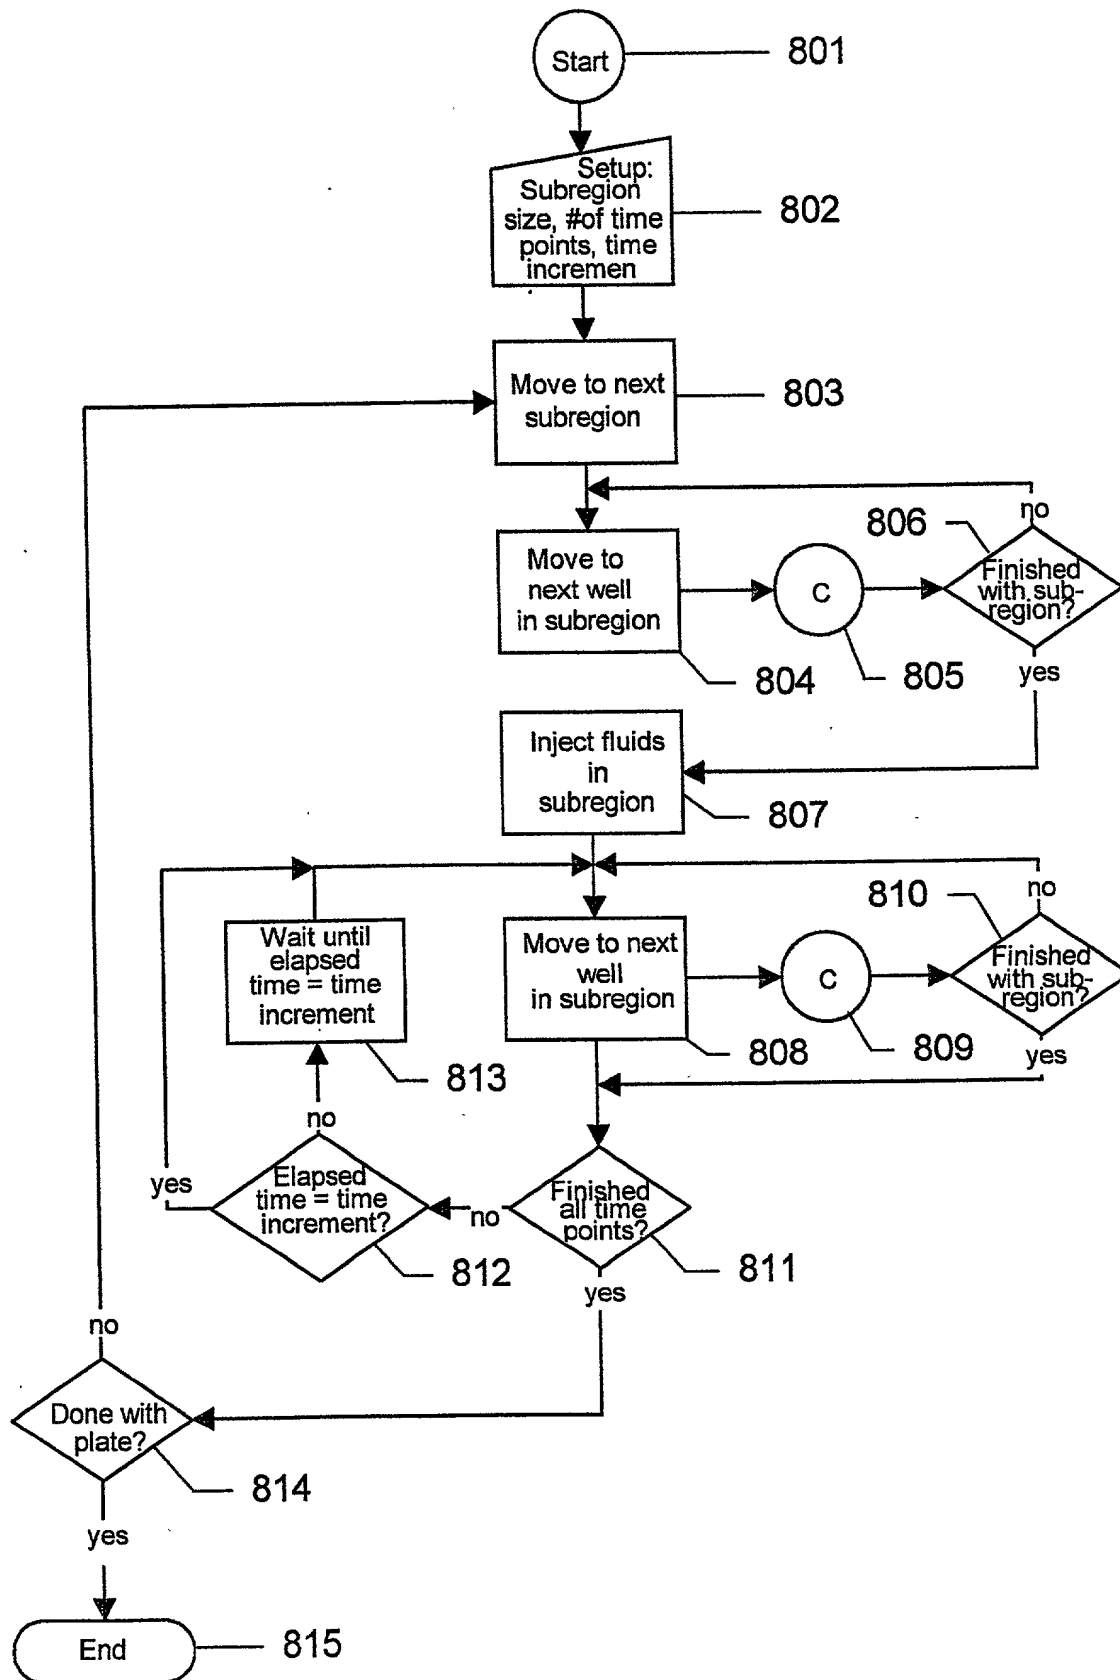 Start
801
Setup:
Subregion
size, #of time
points, time
incremen
802
Move to next
subregion
803
no
806
Move to
next well
in subregion
C
Finished
with sub-
region?
804
805
yes
Inject fluids
in
subregion
807
no
810
Wait until
elapsed
time = time
increment
Move to next
well
in subregion
C
Finished
with sub-
region?
813
808
809
yes
no
yes
Elapsed
time = time
increment?
no
Finished
all time
points?
812
811
yes
no
Done with
plate?
814
yes
End
815